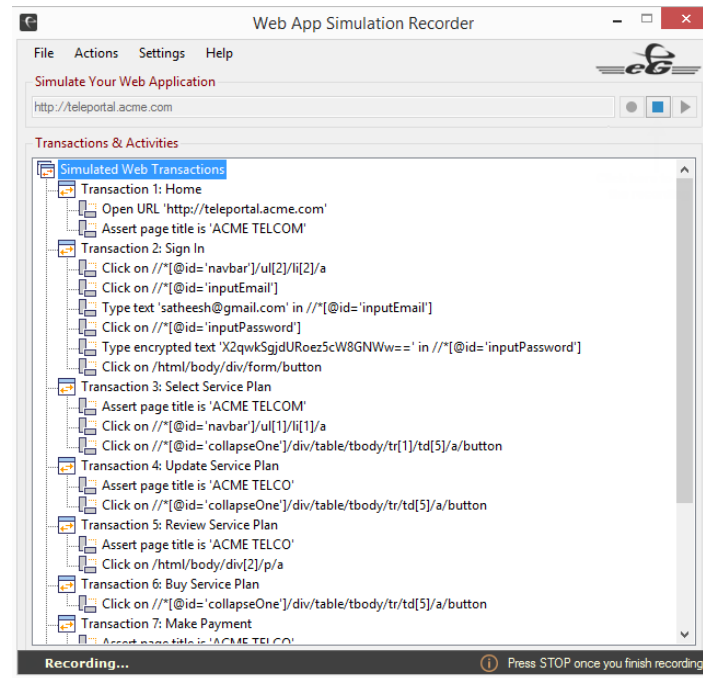 Web App Simulation Recorder
File Actions Settings Help
eG
Simulate Your Web Application
http://teleportal.acme.com
Transactions & Activities
Simulated Web Transactions
Transaction 1: Home
Open URL 'http://teleportal.acme.com'
Assert page title is 'ACME TELCOM'
Transaction 2: Sign In
Click on //*[@id='navbar']/ul[2]/li[2]/a
Click on //*[@id='inputEmail']
Type text 'satheesh@gmail.com' in //*[@id='inputEmail']
Click on //*[@id='inputPassword']
Type encrypted text 'X2qwkSgjdURoez5cW8GNWw==' in //*[@id='inputPassword']
Click on /html/body/div/form/button
Transaction 3: Select Service Plan
Assert page title is 'ACME TELCOM'
Click on //*[@id='navbar']/ul[1]/li[1]/a
Click on //*[@id='collapseOne']/div/table/tbody/tr[1]/td[5]/a/button
Transaction 4: Update Service Plan
Assert page title is 'ACME TELCO'
Click on //*[@id='collapseOne']/div/table/tbody/tr/td[5]/a/button
Transaction 5: Review Service Plan
Assert page title is 'ACME TELCO'
Click on /html/body/div[2]/p/a
Transaction 6: Buy Service Plan
Click on //*[@id='collapseOne']/div/table/tbody/tr/td[5]/a/button
Transaction 7: Make Payment
Assert page title is 'ACME TELCO'
Recording...
Press STOP once you finish recording